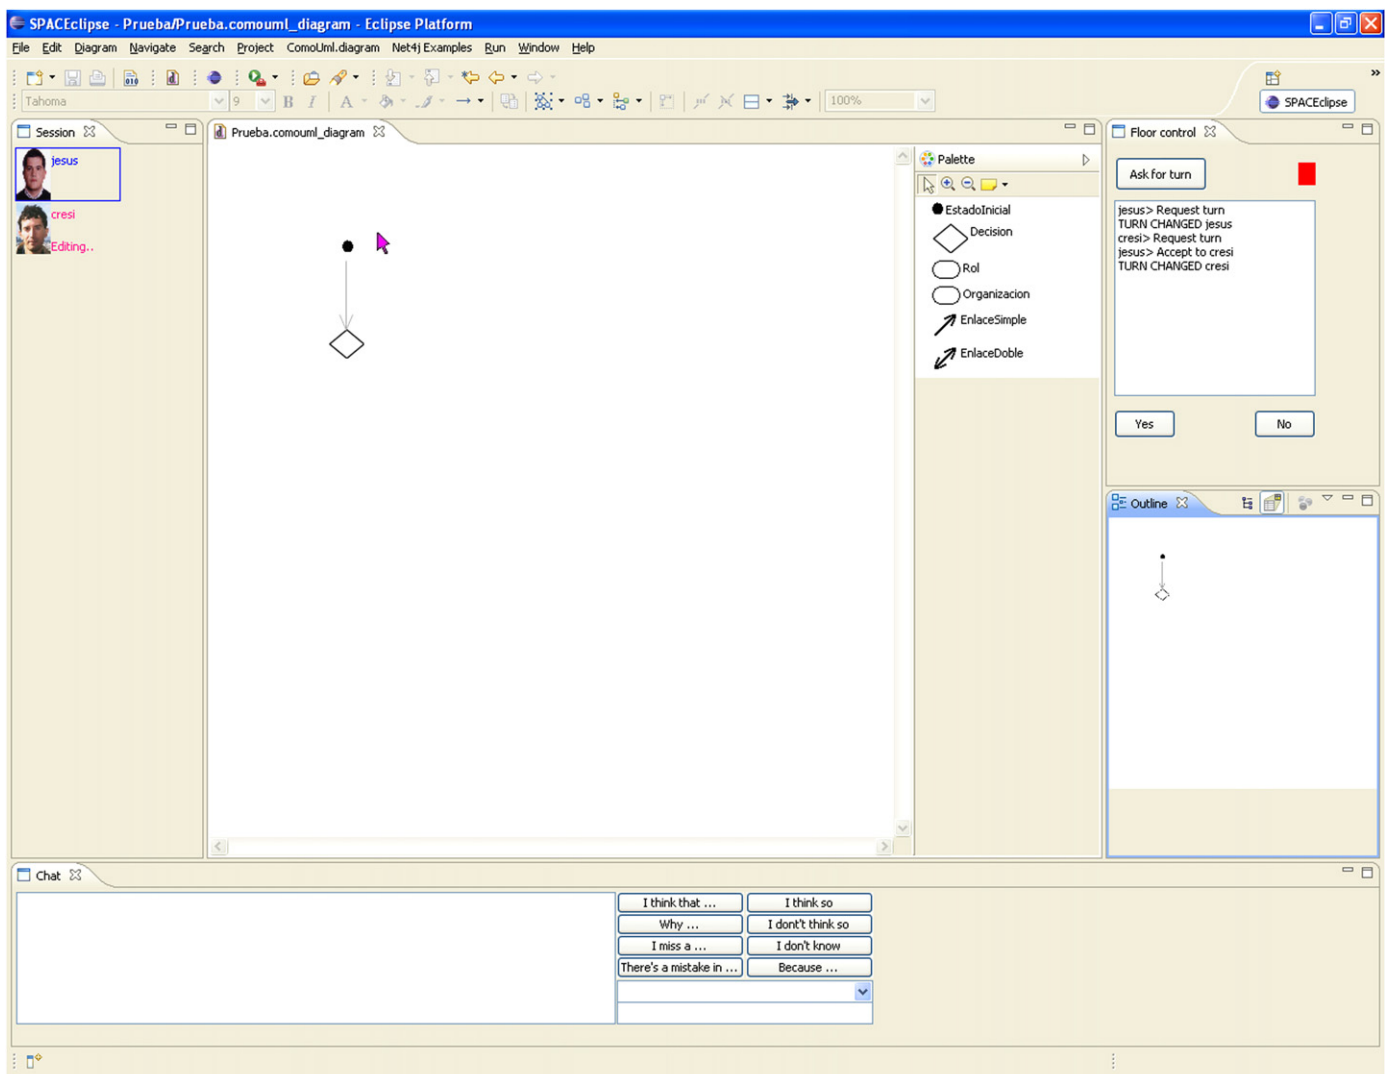 SPACEclipse - Prueba/Prueba.comouml_diagram - Eclipse Platform
File Edit Diagram Navigate Search Project ComoUml.diagram Net4j Examples Run Window Help
Tahoma 9 B I A 100% SPACEclipse
Session
jesus
cresi
Editing..
Prueba.comouml_diagram
Palette
EstadoInicial
Decision
Rol
Organizacion
EnlaceSimple
EnlaceDoble
Floor control
Ask for turn
jesus> Request turn
TURN CHANGED jesus
cresi> Request turn
jesus> Accept to cresi
TURN CHANGED cresi
Yes No
Outline
Chat
I think that ... I think so
Why ... I dont't think so
I miss a ... I don't know
There's a mistake in ... Because ...